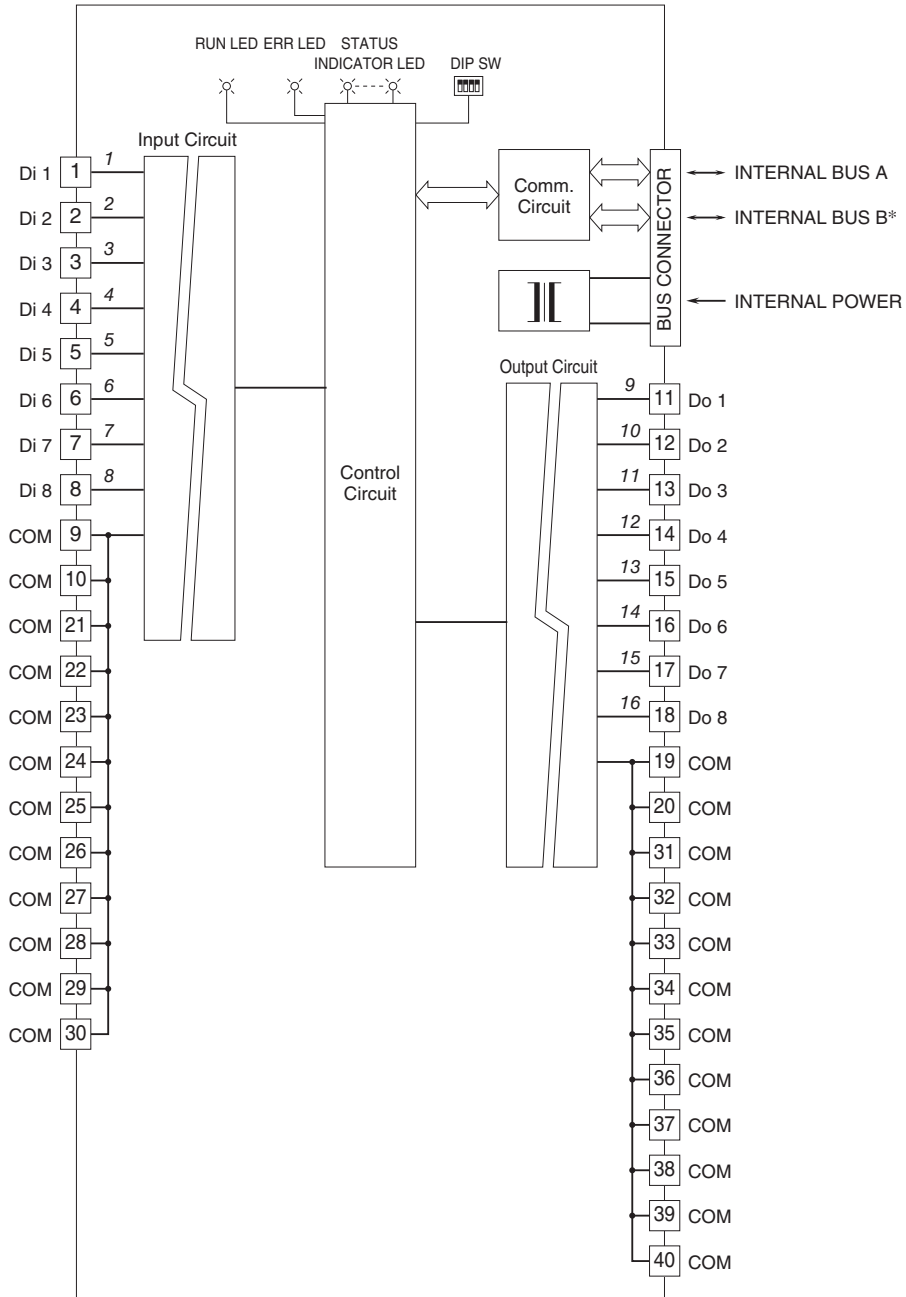 RUN LED ERR LED STATUS
INDICATOR LED DIP SW
Input Circuit
Di 1 1 1
Di 2 2 2
Di 3 3 3
Di 4 4 4
Di 5 5 5
Di 6 6 6
Di 7 7 7
Di 8 8 8
COM 9
COM 10
COM 21
COM 22
COM 23
COM 24
COM 25
COM 26
COM 27
COM 28
COM 29
COM 30
Control
Circuit
Comm.
Circuit
BUS CONNECTOR
INTERNAL BUS A
INTERNAL BUS B*
INTERNAL POWER
Output Circuit
9 11 Do 1
10 12 Do 2
11 13 Do 3
12 14 Do 4
13 15 Do 5
14 16 Do 6
15 17 Do 7
16 18 Do 8
19 COM
20 COM
31 COM
32 COM
33 COM
34 COM
35 COM
36 COM
37 COM
38 COM
39 COM
40 COM